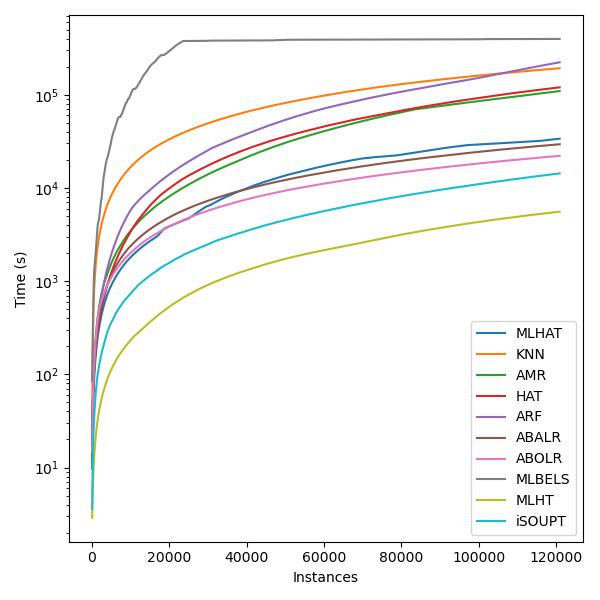 Time (s)
10^5
10^4
10^3
10^2
10^1
0 20000 40000 60000 80000 100000 120000
Instances
MLHAT
KNN
AMR
HAT
ARF
ABALR
ABOLR
MLBELS
MLHT
iSOUPT